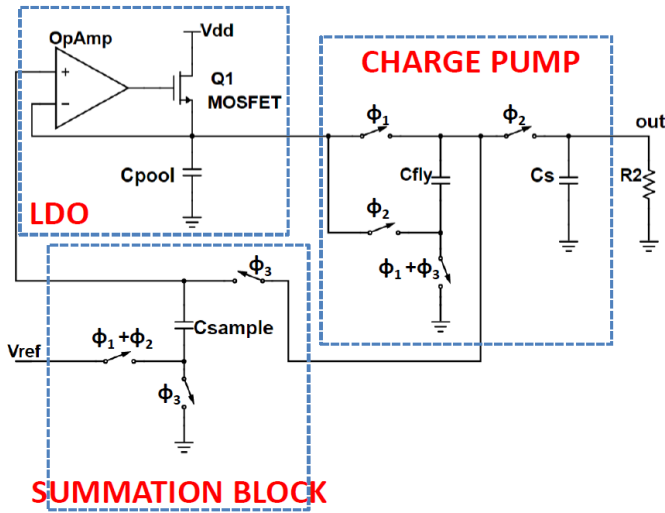 OpAmp
Vdd
+
−
Q1
MOSFET
Cpool
LDO
CHARGE PUMP
ϕ1
ϕ2
out
Cfly
Cs
R2
ϕ2
ϕ1+ϕ3
ϕ3
Csample
Vref
ϕ1+ϕ2
ϕ3
SUMMATION BLOCK